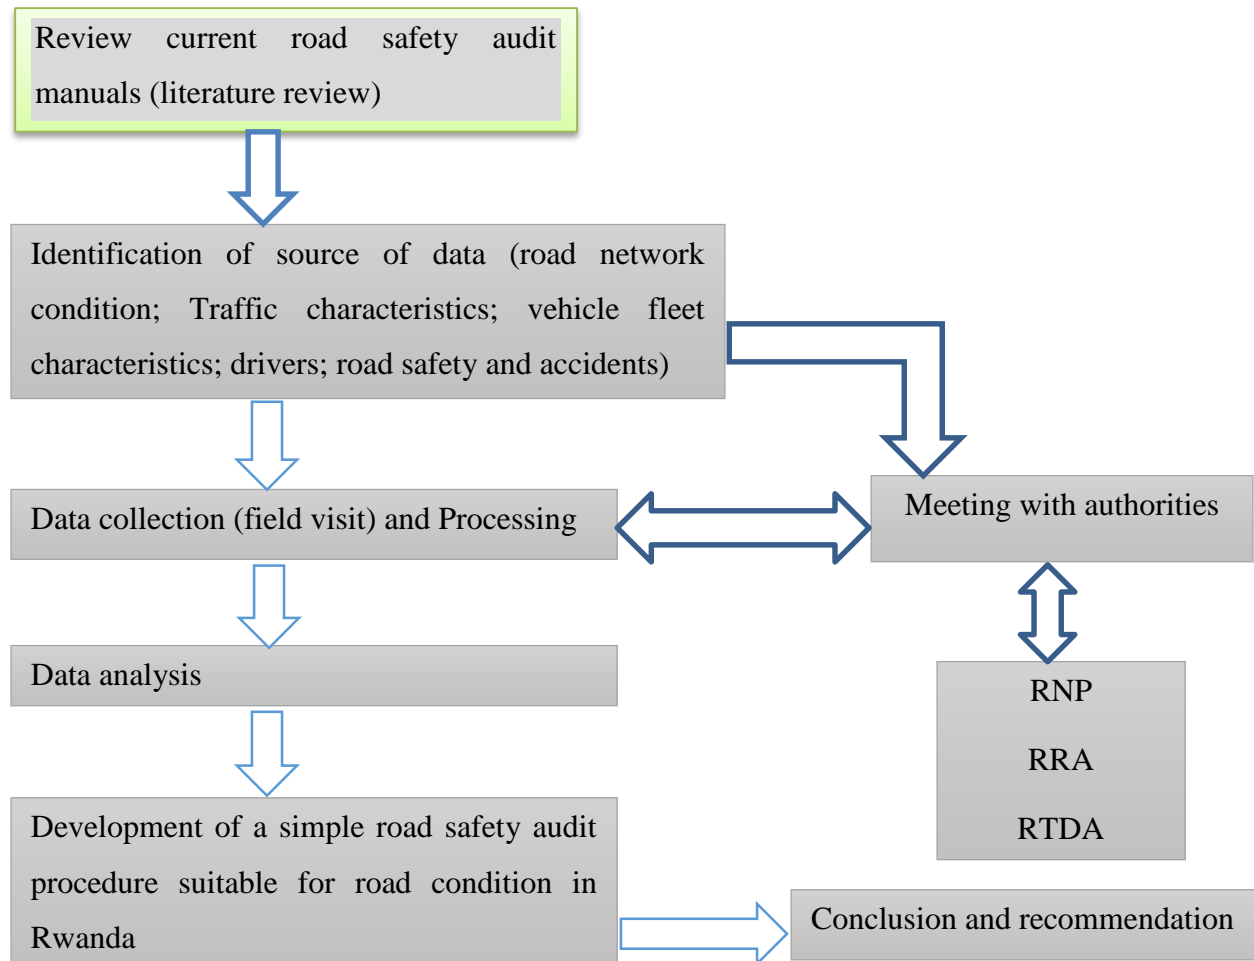 Review current road safety audit
manuals (literature review)
Identification of source of data (road network
condition; Traffic characteristics; vehicle fleet
characteristics; drivers; road safety and accidents)
Data collection (field visit) and Processing
Meeting with authorities
Data analysis
RNP
RRA
RTDA
Development of a simple road safety audit
procedure suitable for road condition in
Rwanda
Conclusion and recommendation